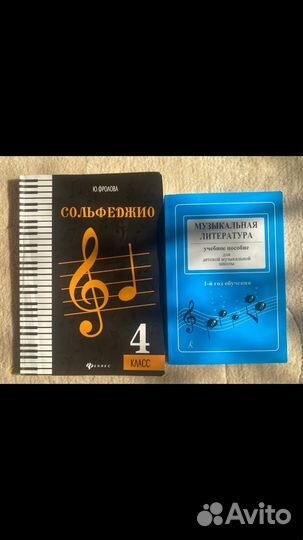 Ю.ФРОЛОВА
СОЛЬФЕДЖИО
4
КЛАСС
ФЕНИКС
МУЗЫКАЛЬНАЯ
ЛИТЕРАТУРА
учебное пособие
для
детской музыкальной
школы
1-й год обучения
Avito